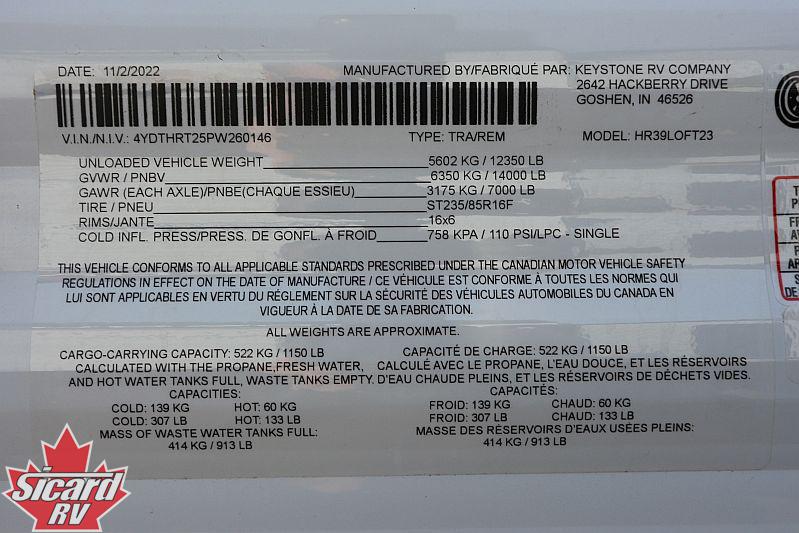 DATE: 11/2/2022
MANUFACTURED BY/FABRIQUÉ PAR: KEYSTONE RV COMPANY
2642 HACKBERRY DRIVE
GOSHEN, IN 46526
V.I.N./N.I.V.: 4YDTHRT25PW260146 TYPE: TRA/REM MODEL: HR39LOFT23
UNLOADED VEHICLE WEIGHT 5602 KG / 12350 LB
GVWR / PNBV 6350 KG / 14000 LB
GAWR (EACH AXLE)/PNBE(CHAQUE ESSIEU) 3175 KG / 7000 LB
TIRE / PNEU ST235/85R16F
RIMS/JANTE 16x6
COLD INFL. PRESS/PRESS. DE GONFL. À FROID 758 KPA / 110 PSI/LPC - SINGLE
THIS VEHICLE CONFORMS TO ALL APPLICABLE STANDARDS PRESCRIBED UNDER THE CANADIAN MOTOR VEHICLE SAFETY
REGULATIONS IN EFFECT ON THE DATE OF MANUFACTURE / CE VÉHICULE EST CONFORME À TOUTES LES NORMES QUI
LUI SONT APPLICABLES EN VERTU DU RÉGLEMENT SUR LA SÉCURITÉ DES VÉHICULES AUTOMOBILES DU CANADA EN
VIGUEUR À LA DATE DE SA FABRICATION.
ALL WEIGHTS ARE APPROXIMATE.
CARGO-CARRYING CAPACITY: 522 KG / 1150 LB
CALCULATED WITH THE PROPANE,FRESH WATER,
AND HOT WATER TANKS FULL, WASTE TANKS EMPTY.
CAPACITIES:
COLD: 139 KG HOT: 60 KG
COLD: 307 LB HOT: 133 LB
MASS OF WASTE WATER TANKS FULL:
414 KG / 913 LB
CAPACITÉ DE CHARGE: 522 KG / 1150 LB
CALCULÉ AVEC LE PROPANE, L'EAU DOUCE, ET LES RÉSERVOIRS
D'EAU CHAUDE PLEINS, ET LES RÉSERVOIRS DE DÉCHETS VIDES.
CAPACITÉS:
FROID: 139 KG CHAUD: 60 KG
FROID: 307 LB CHAUD: 133 LB
MASSE DES RÉSERVOIRS D'EAUX USÉES PLEINS:
414 KG / 913 LB
Sicard
RV